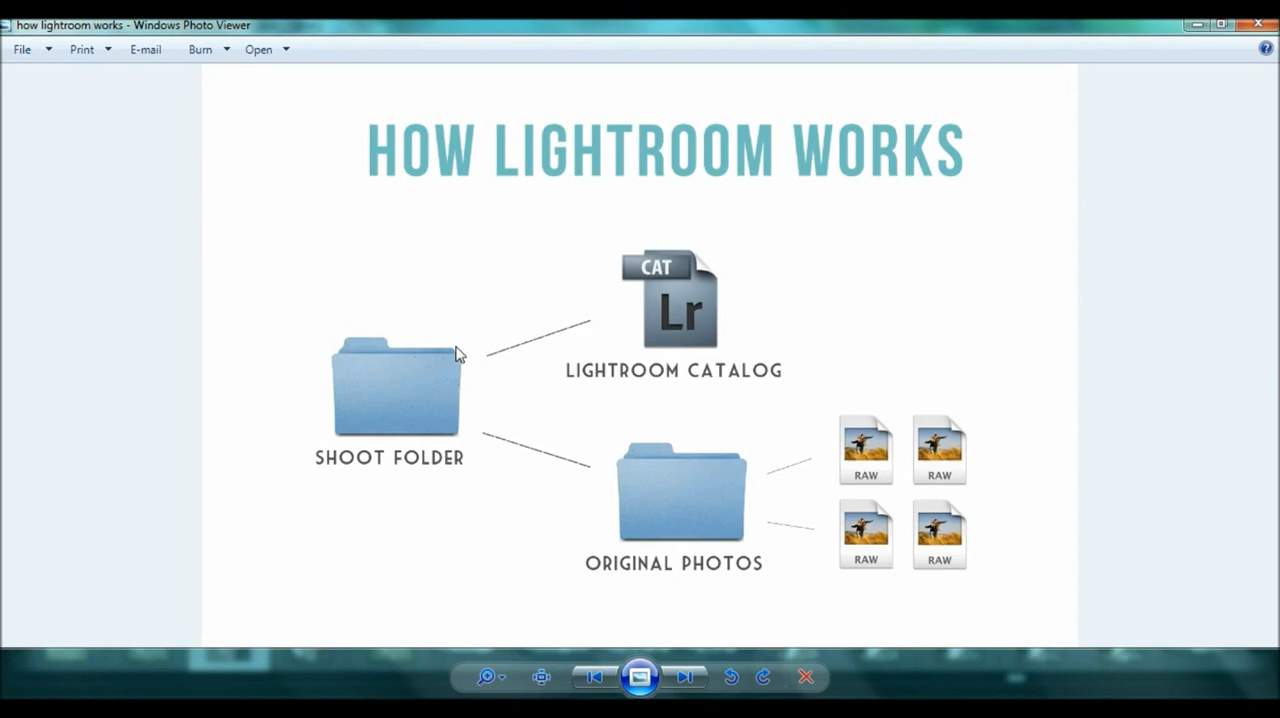 how lightroom works - Windows Photo Viewer
File Print E-mail Burn Open
HOW LIGHTROOM WORKS
CAT
Lr
LIGHTROOM CATALOG
SHOOT FOLDER
RAW RAW
RAW RAW
ORIGINAL PHOTOS